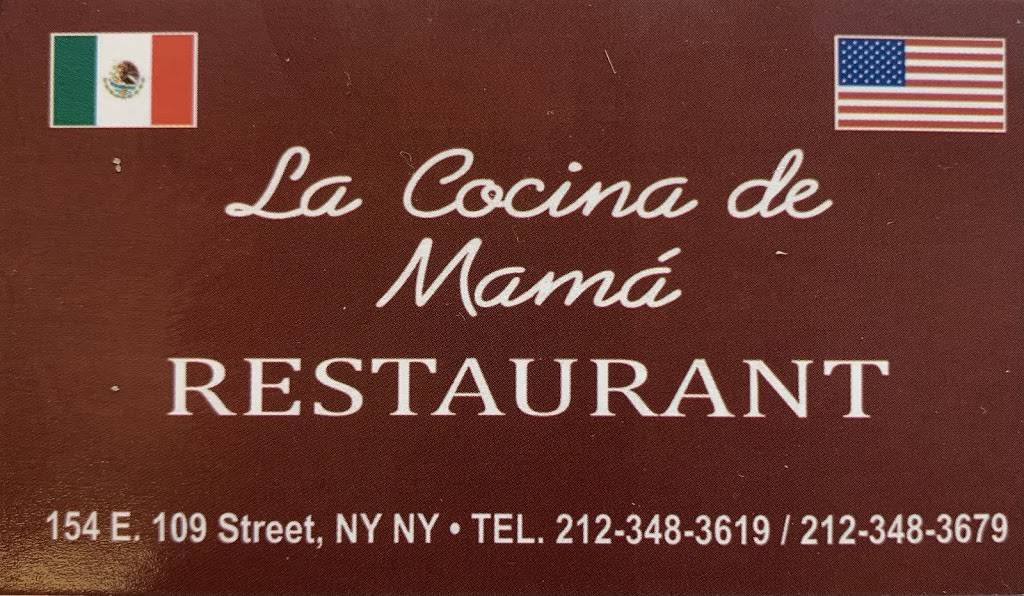 La Cocina de
Mamá
RESTAURANT
154 E. 109 Street, NY NY • TEL. 212-348-3619 / 212-348-3679